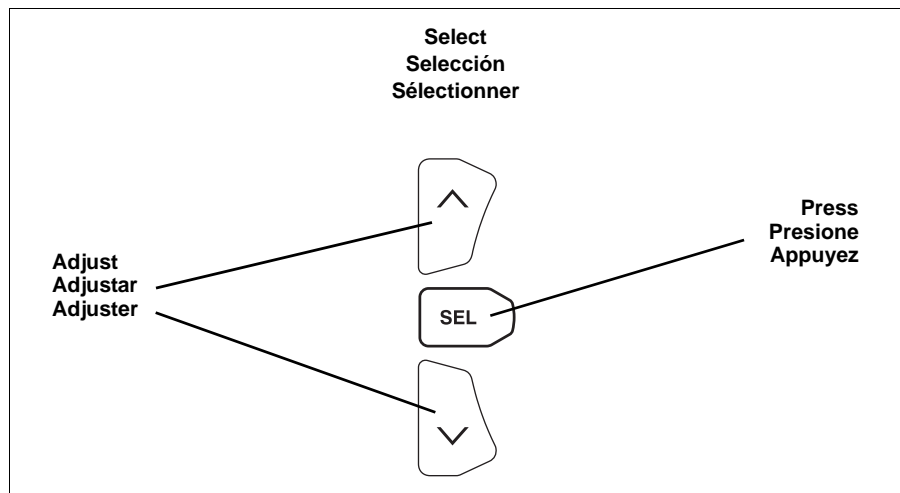 Select
Selección
Sélectionner
Press
Presione
Appuyez
Adjust
Adjustar
Adjuster
SEL